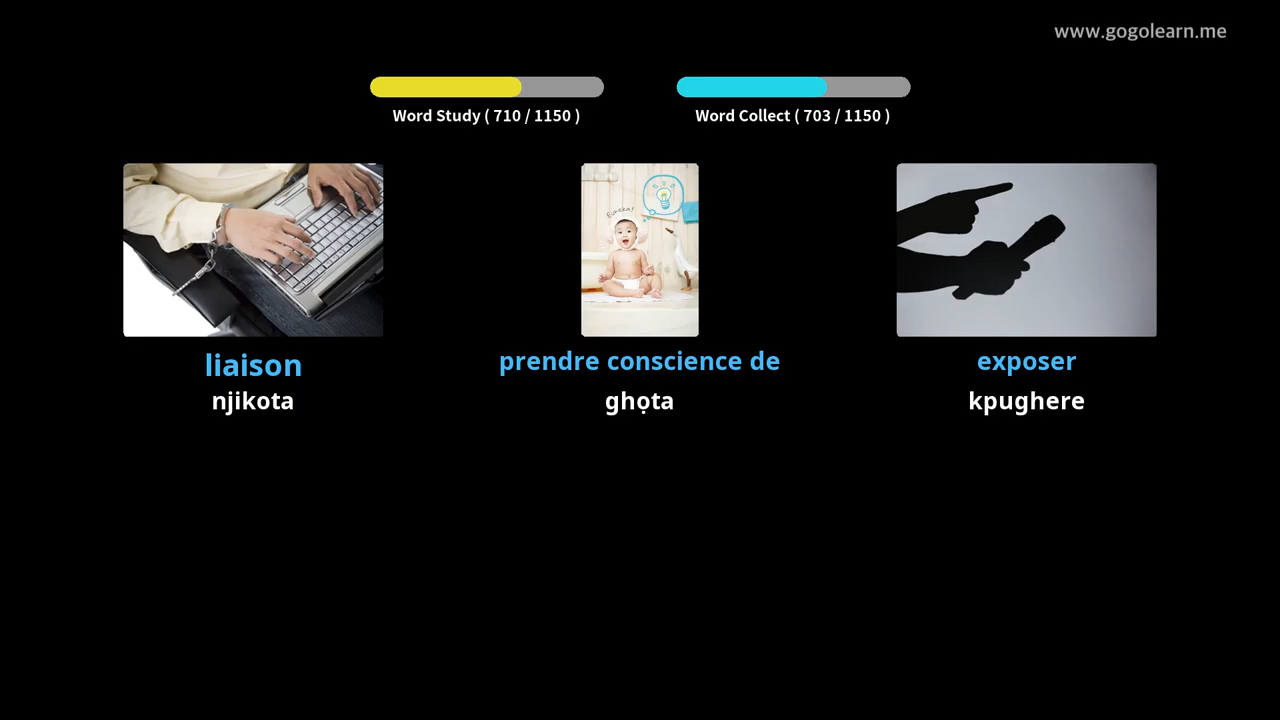 www.gogolearn.me
Word Study ( 710 / 1150 )
Word Collect ( 703 / 1150 )
Eureka!
liaison
prendre conscience de
exposer
njikota
ghọta
kpughere